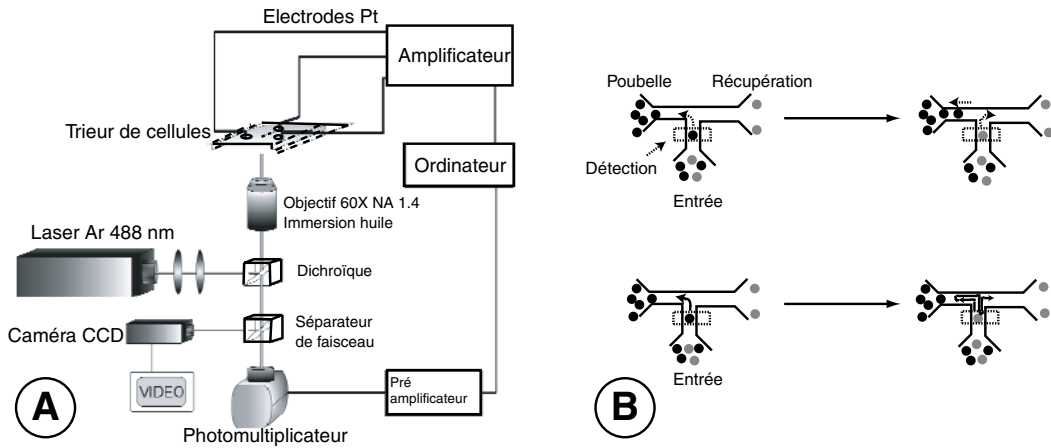 Electrodes Pt
Amplificateur
Trieur de cellules
Ordinateur
Objectif 60X NA 1.4
Immersion huile
Laser Ar 488 nm
Dichroïque
Caméra CCD
Séparateur
de faisceau
VIDEO
Pré
amplificateur
Photomultiplicateur
A
Poubelle
Récupération
Détection
Entrée
Entrée
B